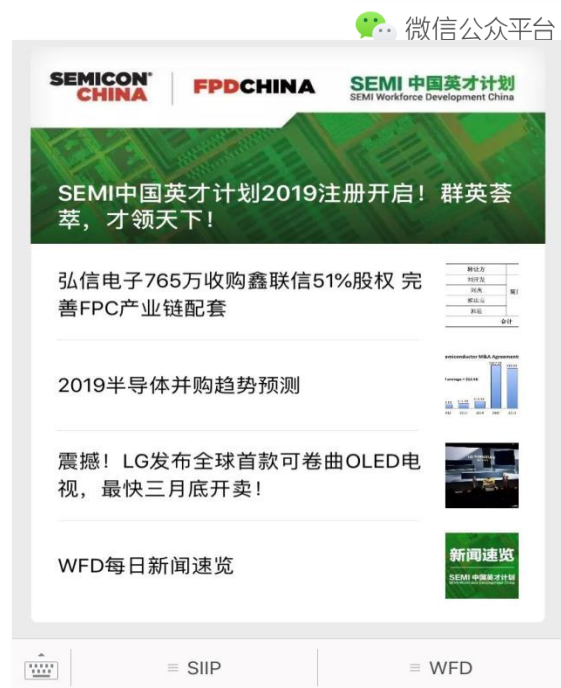 微信公众平台
SEMICON
CHINA
FPDCHINA
SEMI 中国英才计划
SEMI Workforce Development China
SEMI中国英才计划2019注册开启！群英荟
萃，才领天下！
弘信电子765万收购鑫联信51%股权 完
善FPC产业链配套
2019半导体并购趋势预测
震撼！LG发布全球首款可卷曲OLED电
视，最快三月底开卖！
WFD每日新闻速览
新闻速览
SEMI 中国英才计划
SIIP
WFD